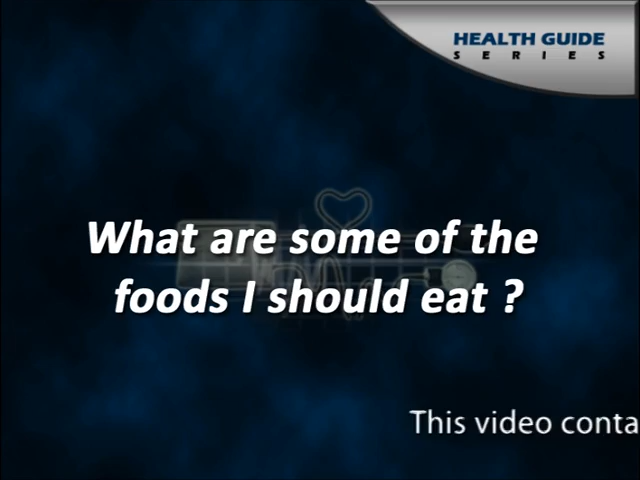 HEALTH GUIDE
SERIES
What are some of the
foods I should eat ?
This video conta